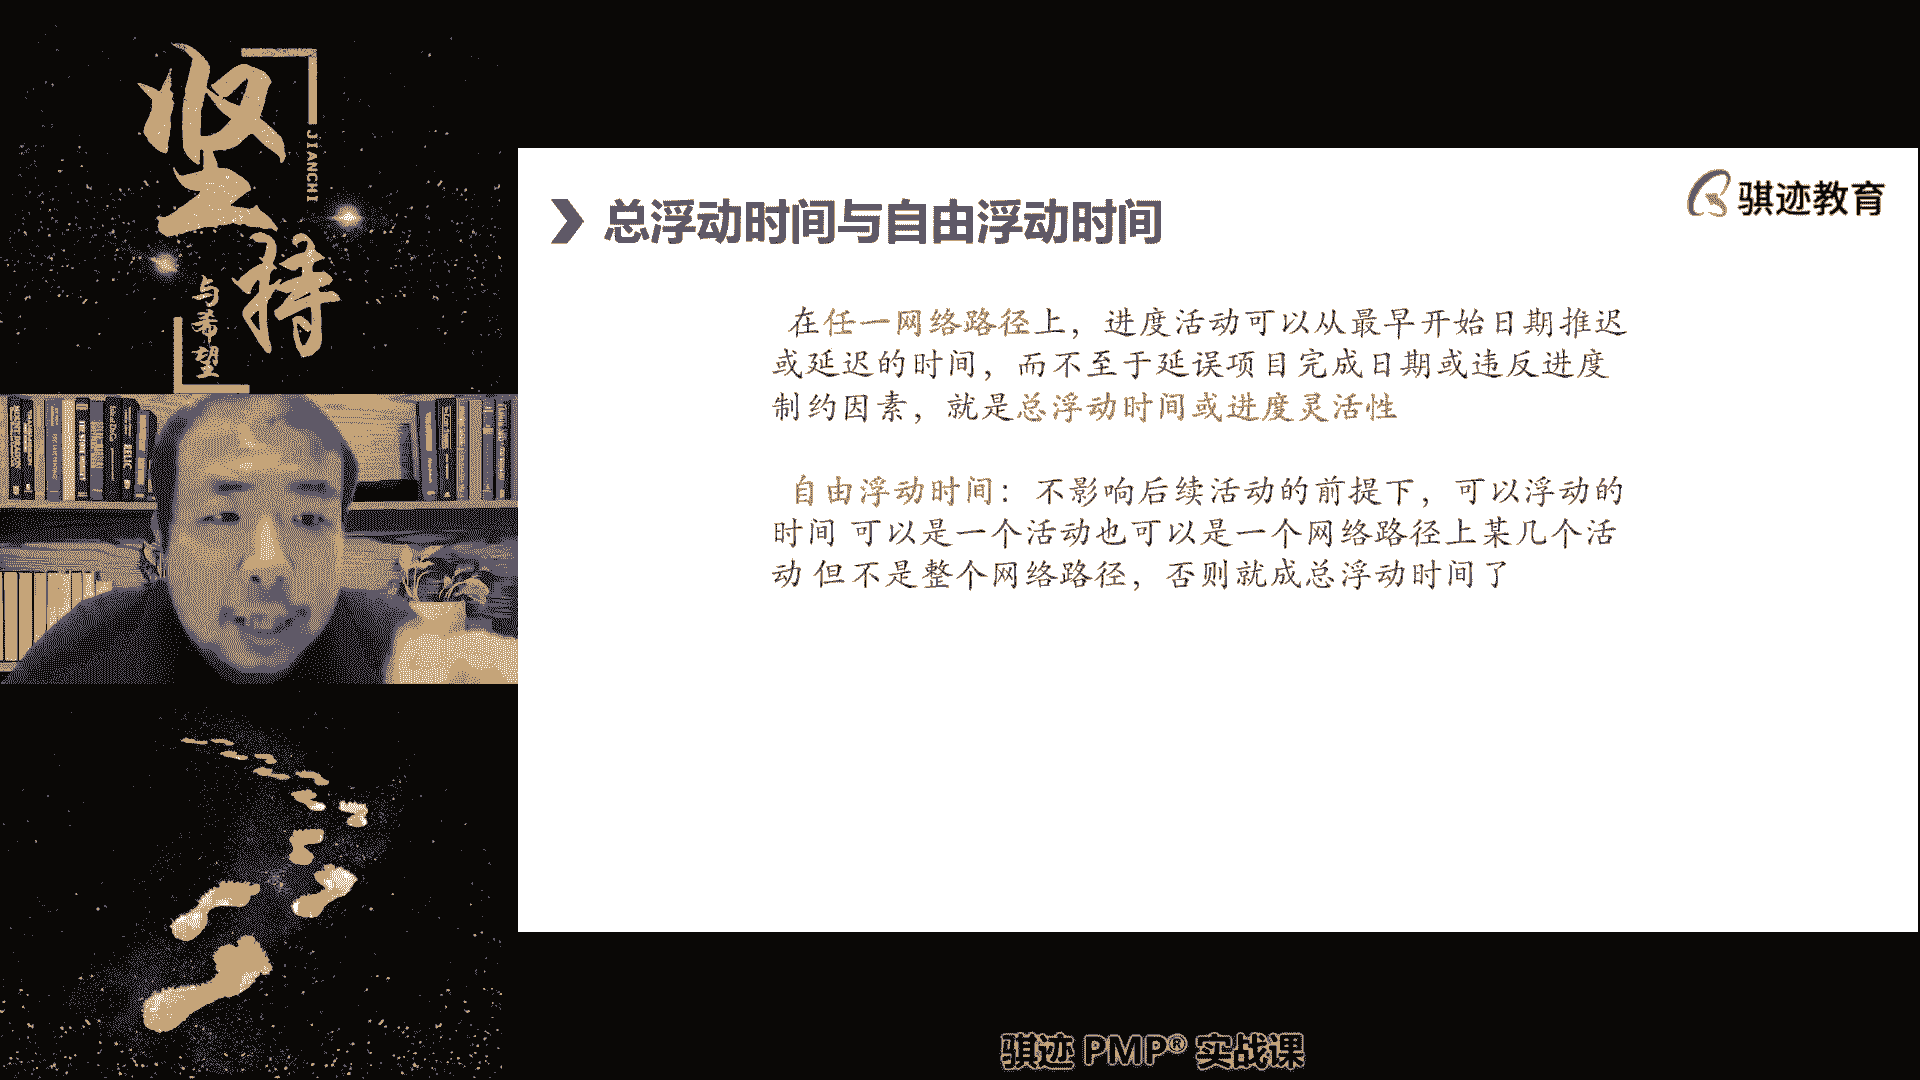 坚持
JIANCHI
与希望
骐迹教育
总浮动时间与自由浮动时间
在任一网络路径上，进度活动可以从最早开始日期推迟
或延迟的时间，而不至于延误项目完成日期或违反进度
制约因素，就是总浮动时间或进度灵活性
自由浮动时间： 不影响后续活动的前提下，可以浮动的
时间 可以是一个活动也可以是一个网络路径上某几个活
动 但不是整个网络路径，否则就成总浮动时间了
骐迹 PMP® 实战课